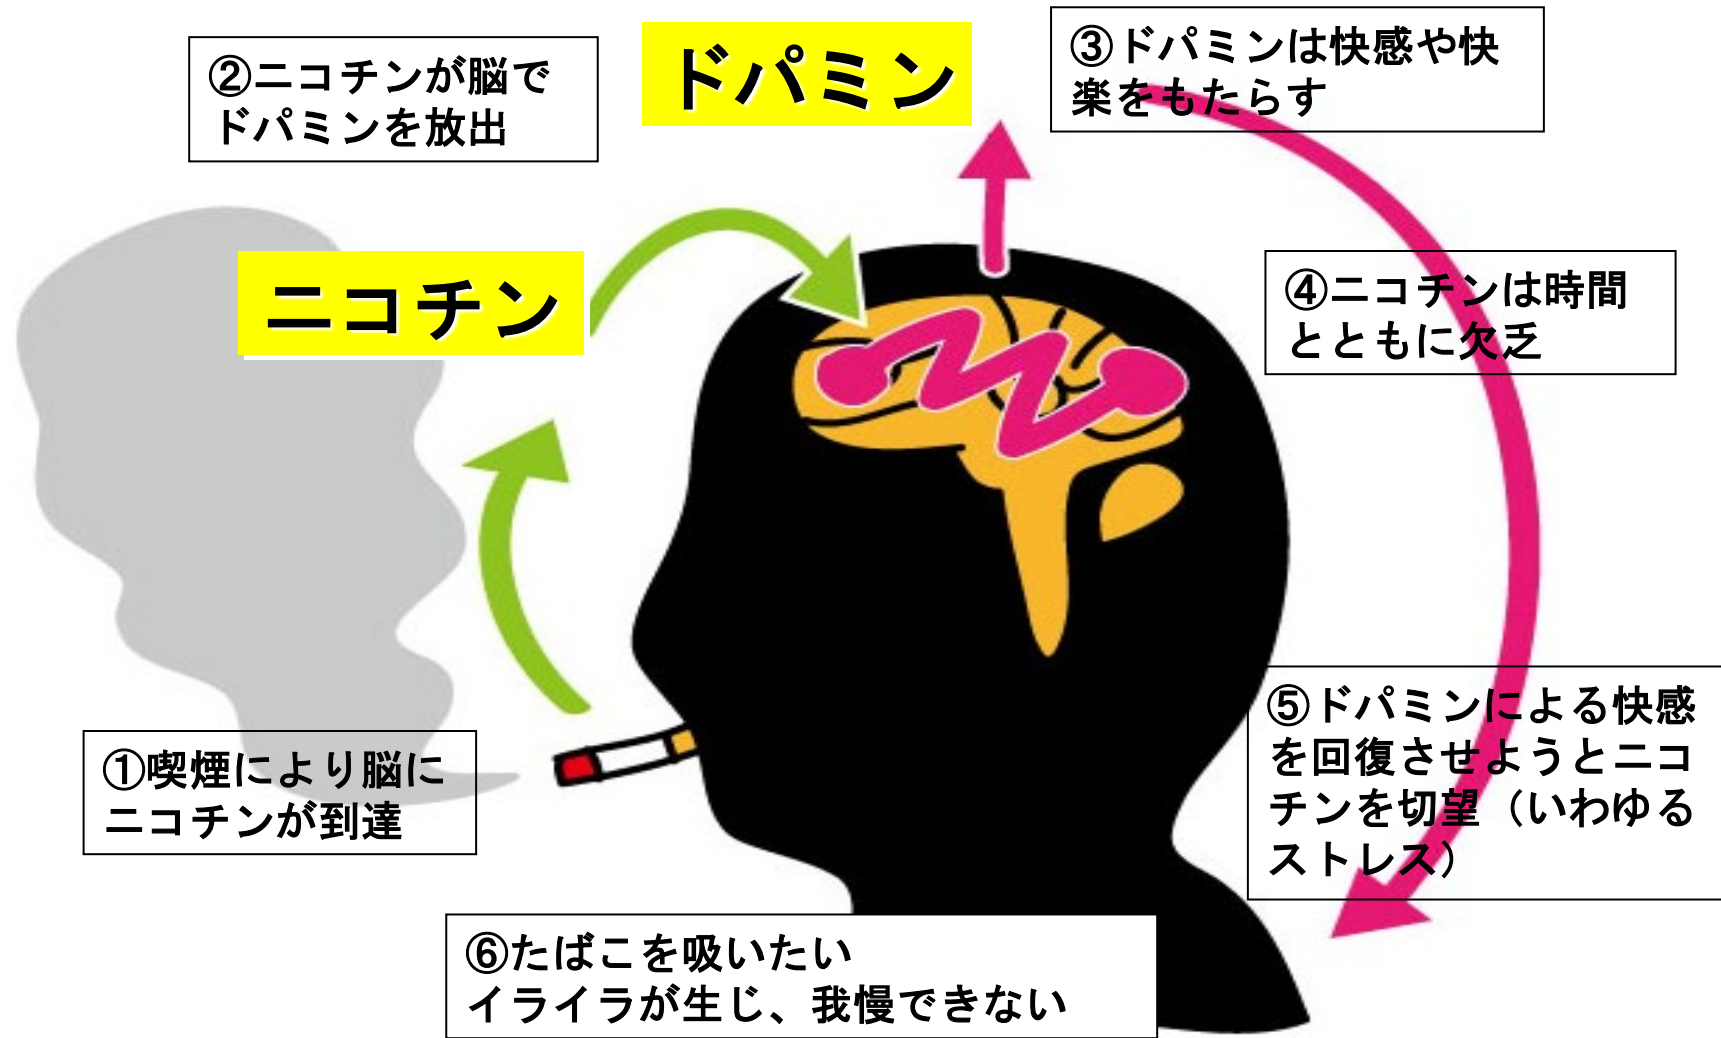 ②ニコチンが脳で
ドパミンを放出
ドパミン
③ドパミンは快感や快
楽をもたらす
ニコチン
④ニコチンは時間
とともに欠乏
①喫煙により脳に
ニコチンが到達
⑤ドパミンによる快感
を回復させようとニコ
チンを切望（いわゆる
ストレス）
⑥たばこを吸いたい
イライラが生じ、我慢できない